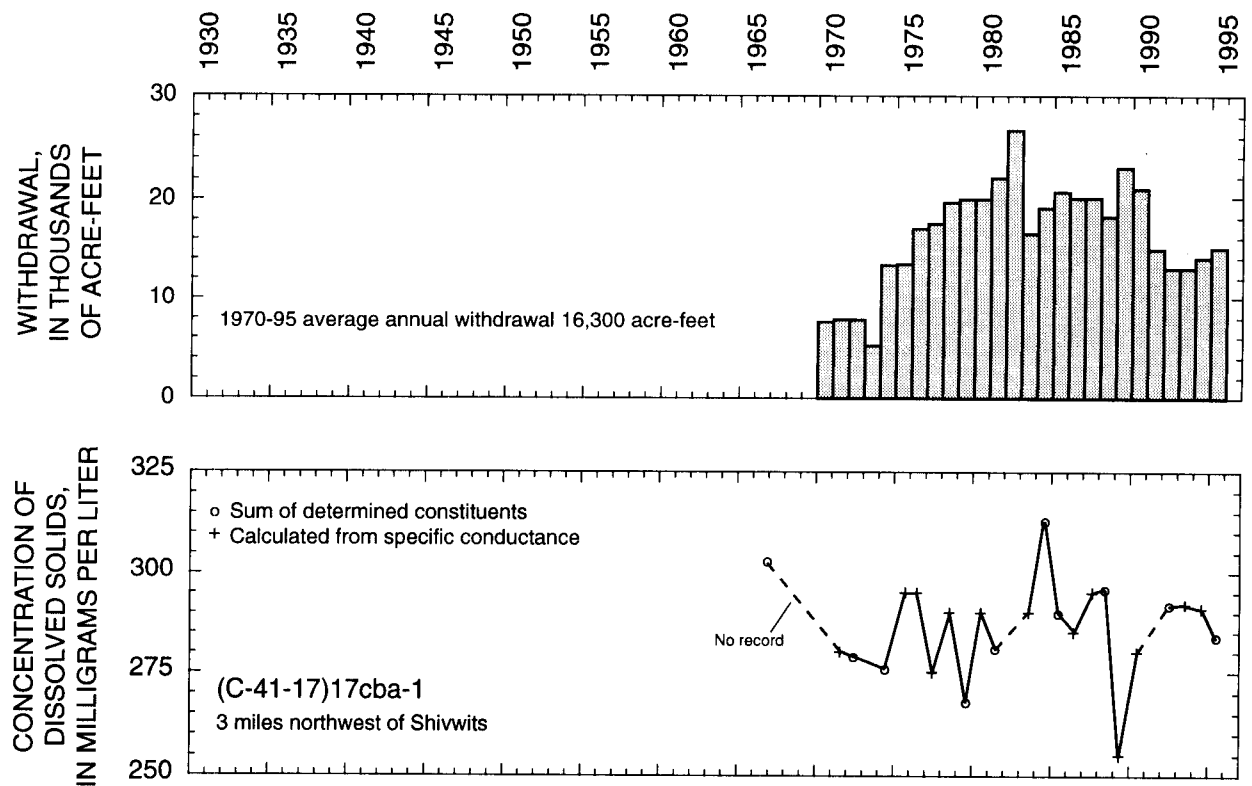 1930 1935 1940 1945 1950 1955 1960 1965 1970 1975 1980 1985 1990 1995
WITHDRAWAL,
IN THOUSANDS
OF ACRE-FEET
30
20
10
0
1970-95 average annual withdrawal 16,300 acre-feet
CONCENTRATION OF
DISSOLVED SOLIDS,
IN MILLIGRAMS PER LITER
325
300
275
250
o Sum of determined constituents
+ Calculated from specific conductance
No record
(C-41-17)17cba-1
3 miles northwest of Shivwits